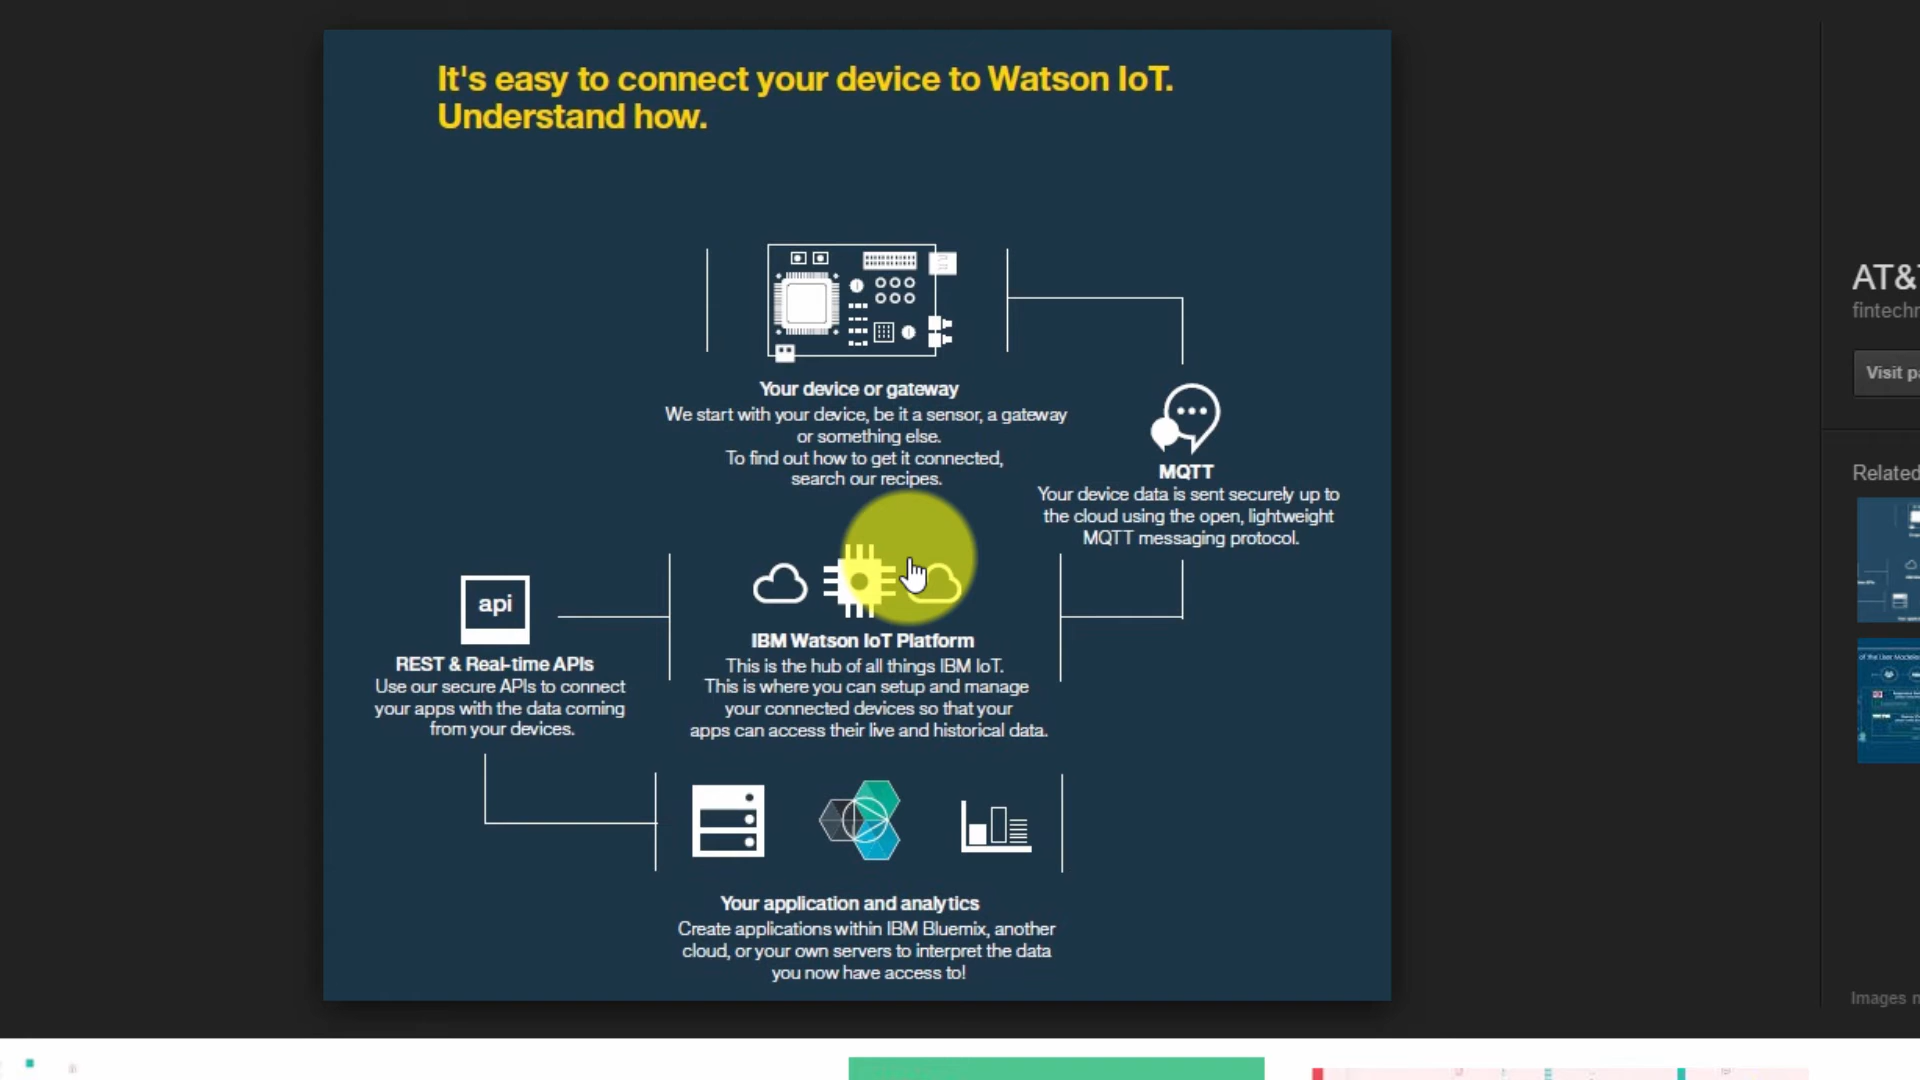 It's easy to connect your device to Watson IoT.
Understand how.
Your device or gateway
We start with your device, be it a sensor, a gateway
or something else.
To find out how to get it connected,
search our recipes.
MQTT
Your device data is sent securely up to
the cloud using the open, lightweight
MQTT messaging protocol.
api
REST & Real-time APIs
Use our secure APIs to connect
your apps with the data coming
from your devices.
IBM Watson IoT Platform
This is the hub of all things IBM IoT.
This is where you can setup and manage
your connected devices so that your
apps can access their live and historical data.
Your application and analytics
Create applications within IBM Bluemix, another
cloud, or your own servers to interpret the data
you now have access to!
AT&
fintech
Visit
Related
Images